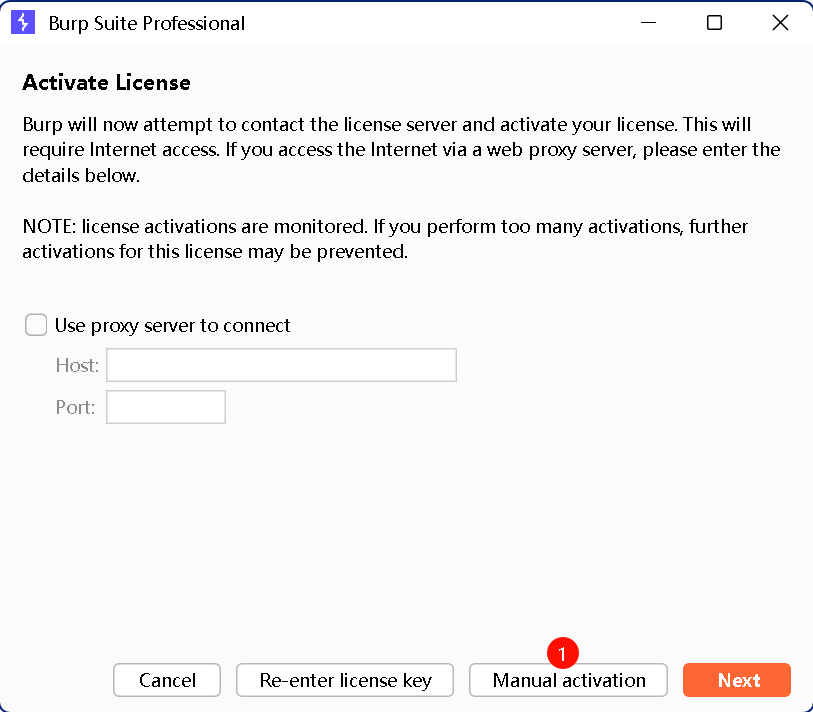 Burp Suite Professional
Activate License
Burp will now attempt to contact the license server and activate your license. This will
require Internet access. If you access the Internet via a web proxy server, please enter the
details below.
NOTE: license activations are monitored. If you perform too many activations, further
activations for this license may be prevented.
Use proxy server to connect
Host:
Port:
1
Cancel Re-enter license key Manual activation Next